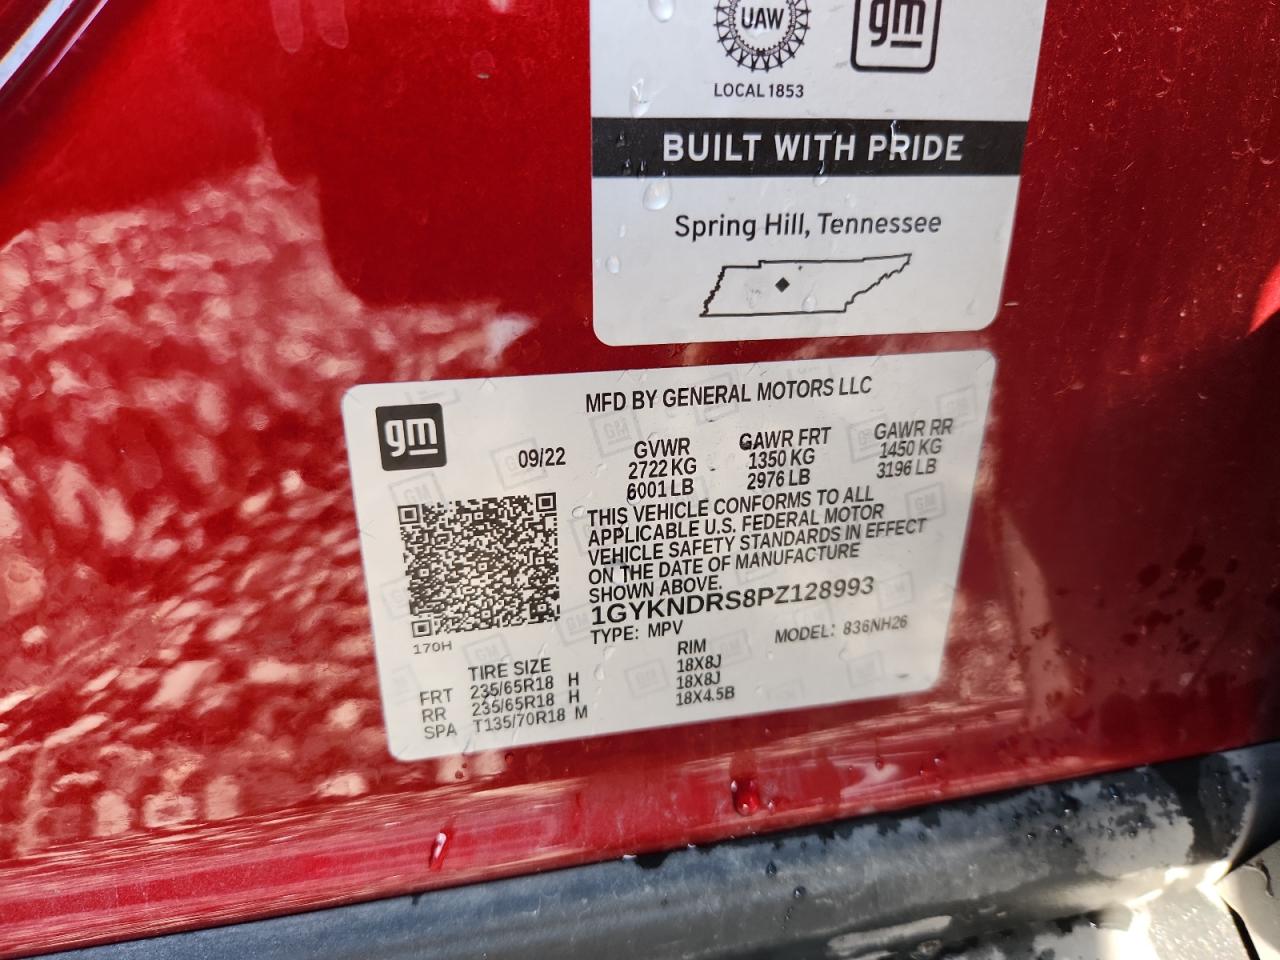 UAW
gm
LOCAL 1853
BUILT WITH PRIDE
Spring Hill, Tennessee
gm
MFD BY GENERAL MOTORS LLC
09/22
GVWR GAWR FRT GAWR RR
2722 KG 1350 KG 1450 KG
6001 LB 2976 LB 3196 LB
THIS VEHICLE CONFORMS TO ALL
APPLICABLE U.S. FEDERAL MOTOR
VEHICLE SAFETY STANDARDS IN EFFECT
ON THE DATE OF MANUFACTURE
SHOWN ABOVE.
1GYKNDRS8PZ128993
TYPE: MPV MODEL: 836NH26
170H
TIRE SIZE RIM
FRT 235/65R18 H 18X8J
RR 235/65R18 H 18X8J
SPA T135/70R18 M 18X4.5B